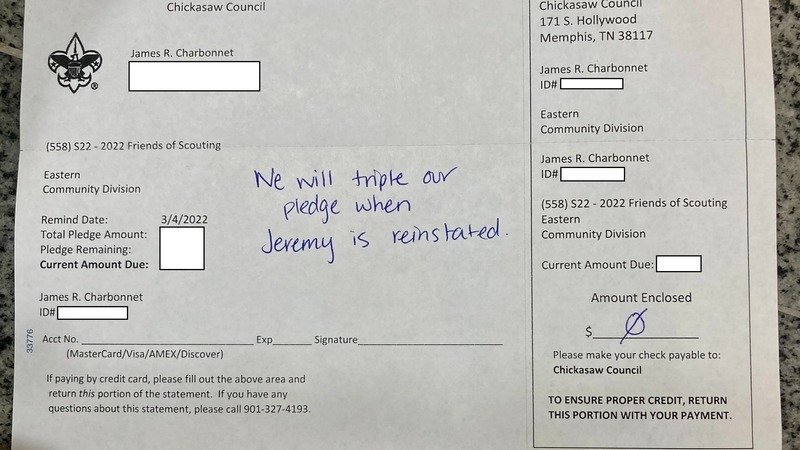 Chickasaw Council
James R. Charbonnet
(558) S22 - 2022 Friends of Scouting
Eastern
Community Division
Remind Date: 3/4/2022
Total Pledge Amount:
Pledge Remaining:
Current Amount Due:
We will triple our
pledge when
Jeremy is reinstated.
James R. Charbonnet
ID#
33776
Acct No. Exp Signature
(MasterCard/Visa/AMEX/Discover)
If paying by credit card, please fill out the above area and
return this portion of the statement. If you have any
questions about this statement, please call 901-327-4193.
Chickasaw Council
171 S. Hollywood
Memphis, TN 38117
James R. Charbonnet
ID#
Eastern
Community Division
James R. Charbonnet
ID#
(558) S22 - 2022 Friends of Scouting
Eastern
Community Division
Current Amount Due:
Amount Enclosed
$ Ø
Please make your check payable to:
Chickasaw Council
TO ENSURE PROPER CREDIT, RETURN
THIS PORTION WITH YOUR PAYMENT.